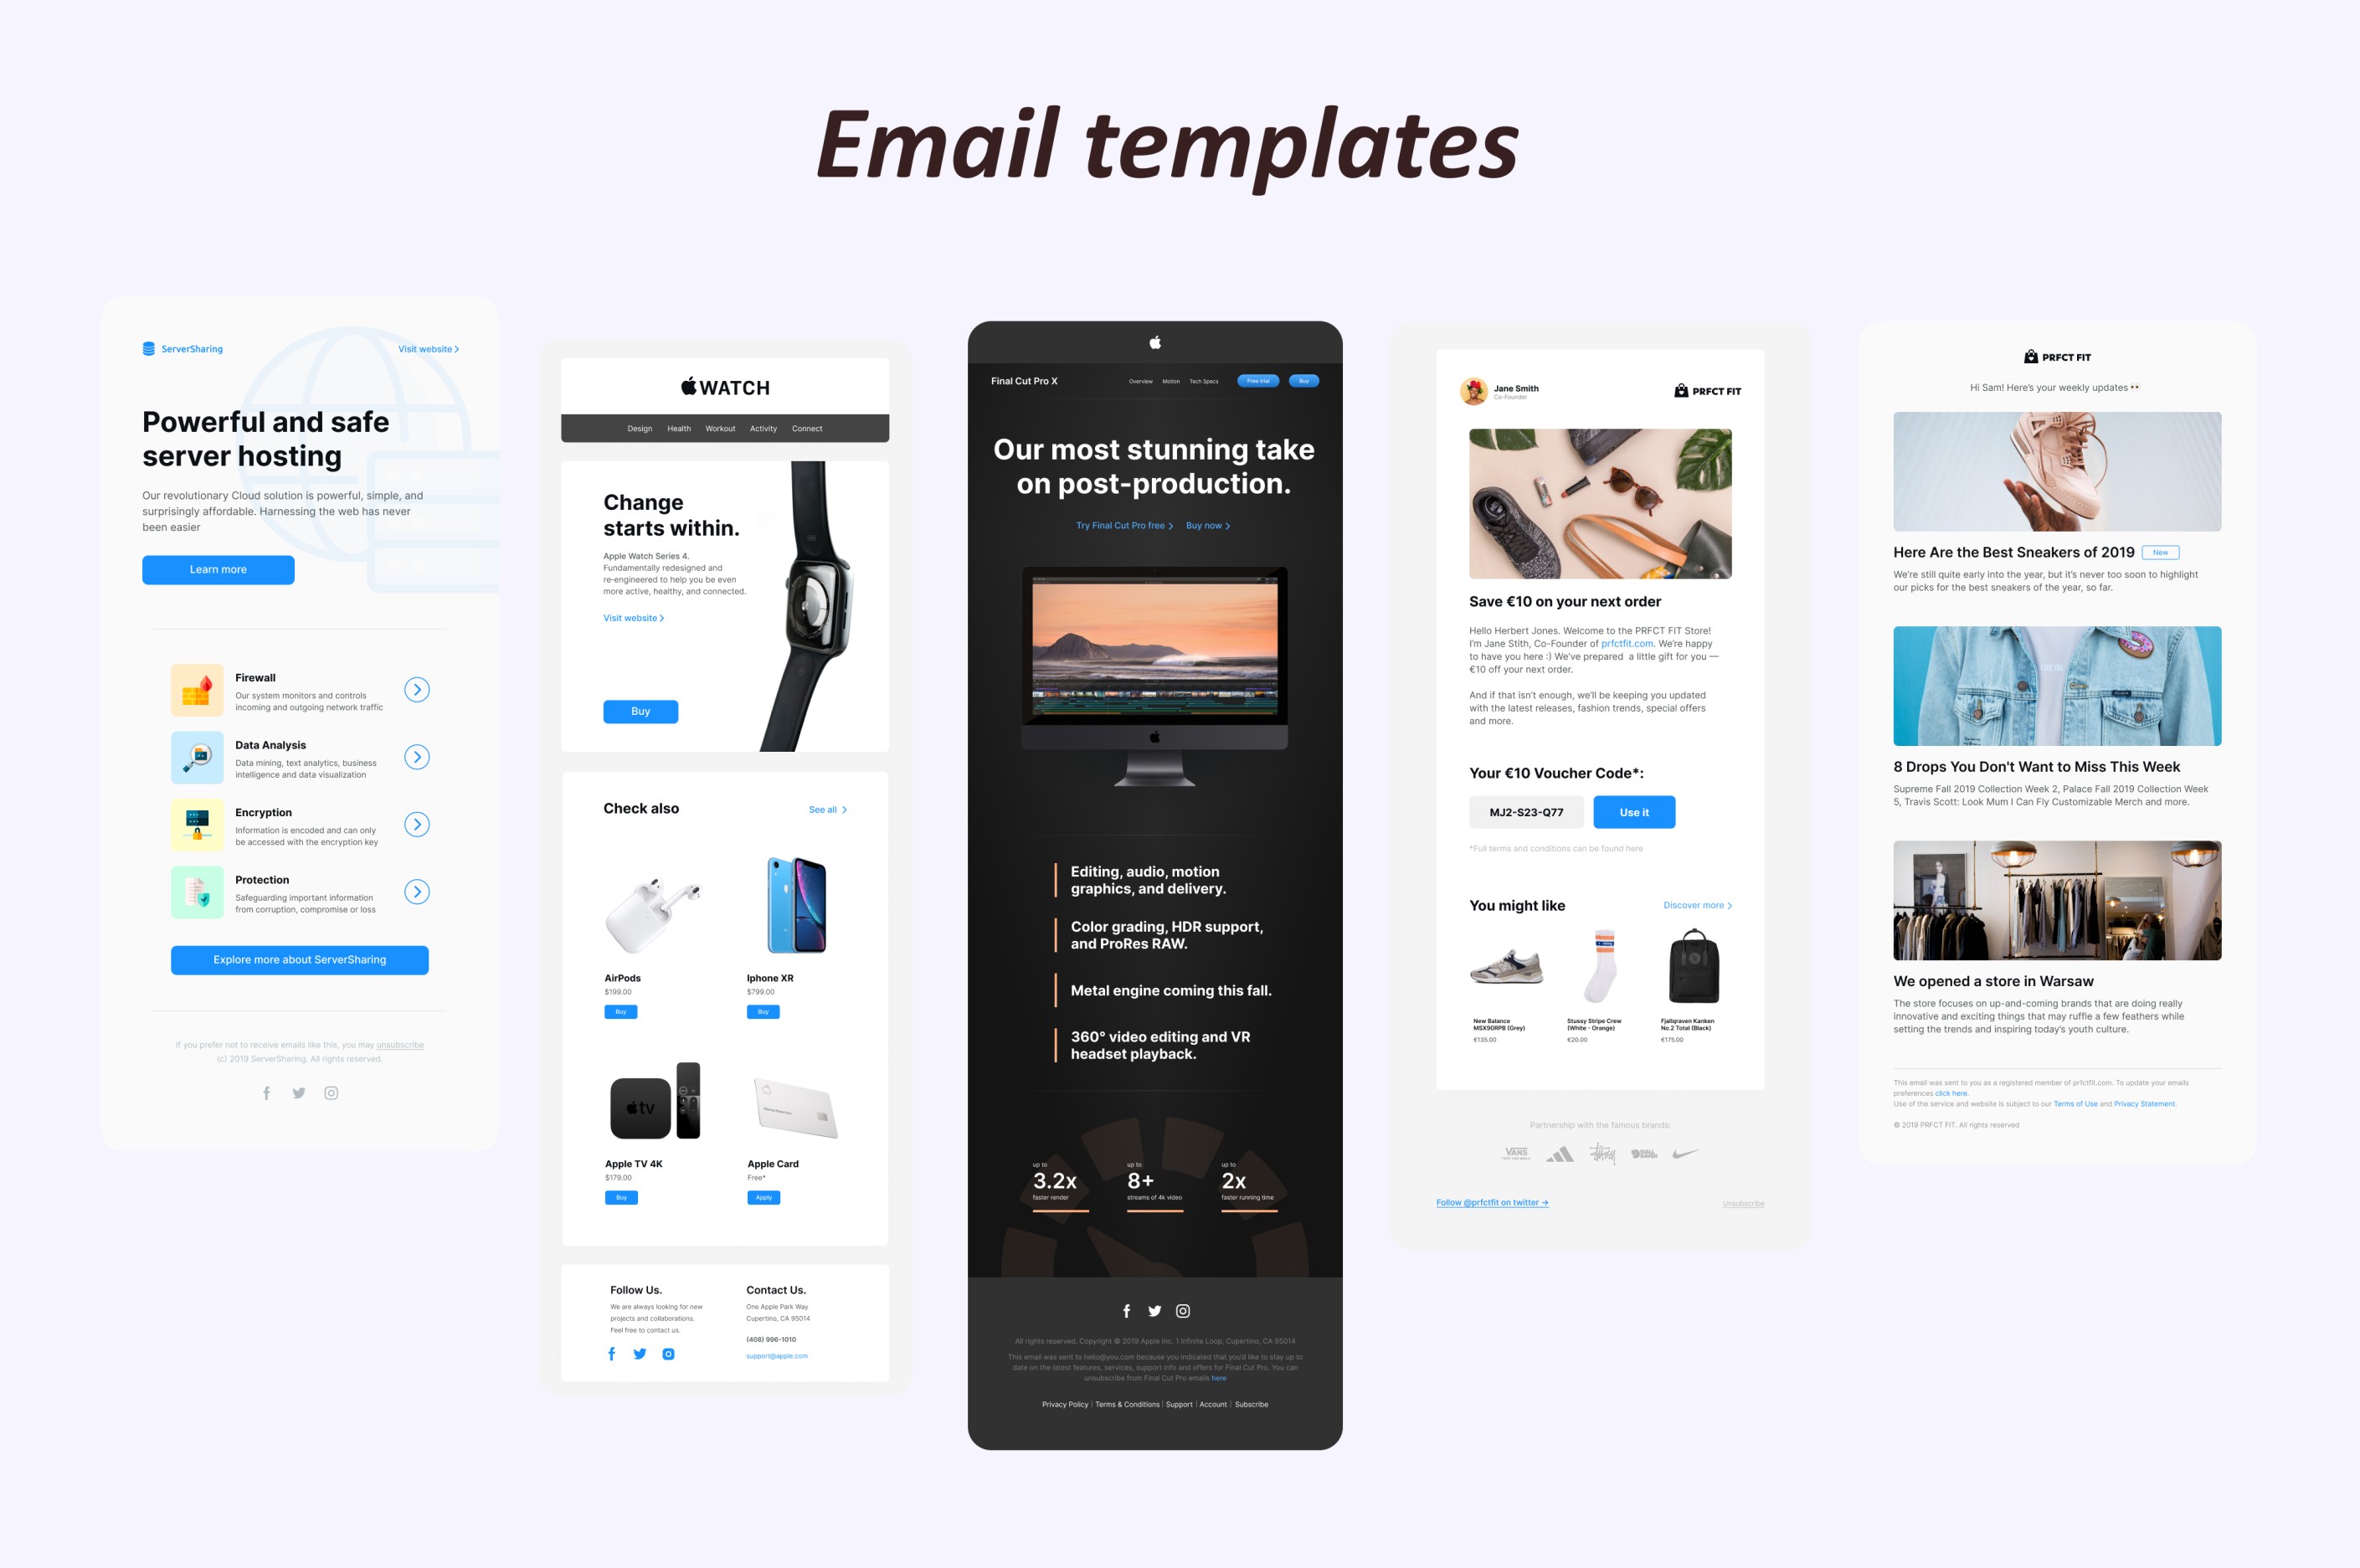 Email templates
ServerSharing
Visit website
Powerful and safe
server hosting
Our revolutionary Cloud solution is powerful, simple, and
surprisingly affordable. Harnessing the web has never
been easier
Learn more
Firewall
Our system monitors and controls
incoming and outgoing network traffic
Data Analysis
Data mining, text analytics, business
intelligence and data visualization
Encryption
Information is encoded and can only
be accessed with the encryption key
Protection
Safeguarding important information
from corruption, compromise or loss
Explore more about ServerSharing
If you prefer not to receive emails like this, you may unsubscribe
(c) 2019 ServerSharing. All rights reserved.
WATCH
Design Health Workout Activity Connect
Change
starts within.
Apple Watch Series 4.
Fundamentally redesigned and
re-engineered to help you be even
more active, healthy, and connected.
Visit website
Buy
Check also
See all
AirPods
$199.00
Buy
Iphone XR
$799.00
Buy
tv
Apple TV 4K
$179.00
Buy
Apple Card
Free*
Apply
Follow Us.
We are always looking for new
projects and collaborations.
Feel free to contact us.
Contact Us.
One Apple Park Way
Cupertino, CA 95014
(408) 996-1010
support@apple.com
Final Cut Pro X
Overview Motion Tech Specs Free trial Buy
Our most stunning take
on post-production.
Try Final Cut Pro free Buy now
Editing, audio, motion
graphics, and delivery.
Color grading, HDR support,
and ProRes RAW.
Metal engine coming this fall.
360° video editing and VR
headset playback.
up to
3.2x
faster render
up to
8+
streams of 4k video
up to
2x
faster running time
All rights reserved. Copyright © 2019 Apple Inc. 1 Infinite Loop, Cupertino, CA 95014
This email was sent to hello@you.com because you indicated that you'd like to stay up to
date on the latest features, services, support info and offers for Final Cut Pro. You can
unsubscribe from Final Cut Pro emails here
Privacy Policy | Terms & Conditions | Support | Account | Subscribe
Jane Smith
Co-Founder
PRFCT FIT
Save €10 on your next order
Hello Herbert Jones. Welcome to the PRFCT FIT Store!
I'm Jane Stith, Co-Founder of prfctfit.com. We're happy
to have you here :) We've prepared a little gift for you —
€10 off your next order.
And if that isn't enough, we'll be keeping you updated
with the latest releases, fashion trends, special offers
and more.
Your €10 Voucher Code*:
MJ2-S23-Q77
Use it
*Full terms and conditions can be found here
You might like
Discover more
New Balance
MSX90RPB (Grey)
€135.00
Stussy Stripe Crew
(White - Orange)
€20.00
Fjallqraven Kanken
No.2 Total (Black)
€175.00
Partnership with the famous brands:
VANS
Follow @prfctfit on twitter →
Unsubscribe
PRFCT FIT
Hi Sam! Here's your weekly updates 👀
Here Are the Best Sneakers of 2019
New
We're still quite early into the year, but it's never too soon to highlight
our picks for the best sneakers of the year, so far.
8 Drops You Don't Want to Miss This Week
Supreme Fall 2019 Collection Week 2, Palace Fall 2019 Collection Week
5, Travis Scott: Look Mum I Can Fly Customizable Merch and more.
We opened a store in Warsaw
The store focuses on up-and-coming brands that are doing really
innovative and exciting things that may ruffle a few feathers while
setting the trends and inspiring today's youth culture.
This email was sent to you as a registered member of prfctfit.com. To update your emails
preferences click here.
Use of the service and website is subject to our Terms of Use and Privacy Statement.
© 2019 PRFCT FIT. All rights reserved